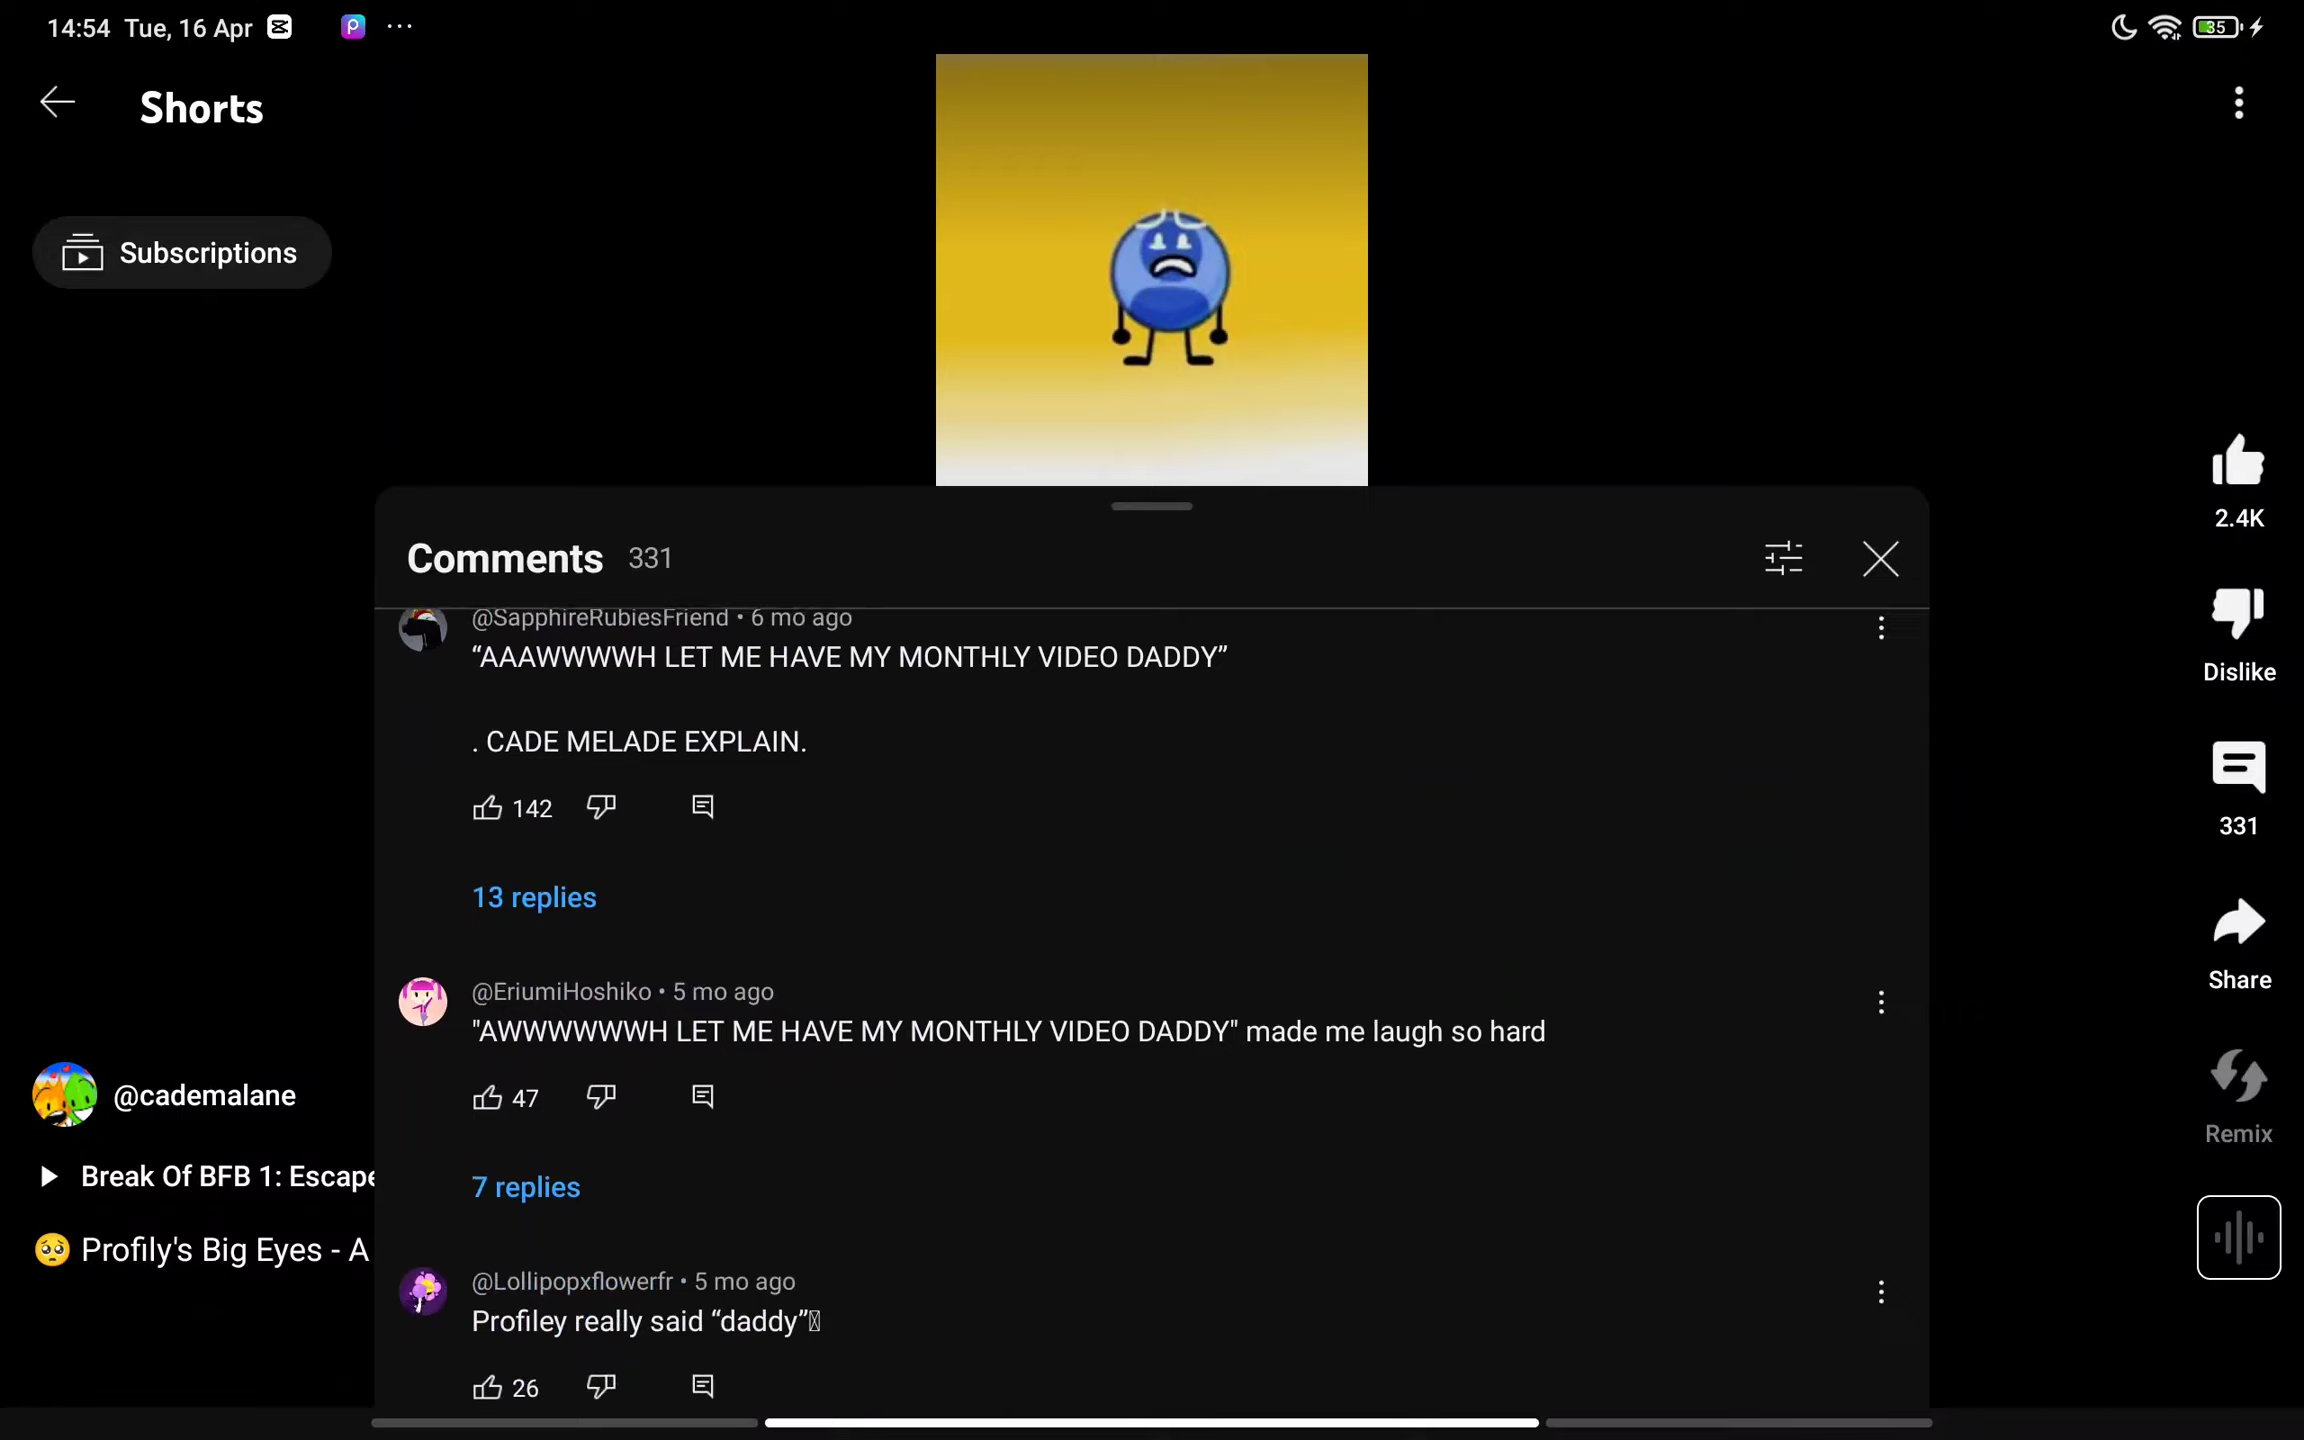 14:54 Tue, 16 Apr
35
Shorts
Subscriptions
2.4K
Dislike
331
Share
Remix
Comments 331
@SapphireRubiesFriend • 6 mo ago
“AAAWWWWH LET ME HAVE MY MONTHLY VIDEO DADDY”
. CADE MELADE EXPLAIN.
142
13 replies
@EriumiHoshiko • 5 mo ago
"AWWWWWWH LET ME HAVE MY MONTHLY VIDEO DADDY" made me laugh so hard
47
7 replies
@Lollipopxflowerfr • 5 mo ago
Profiley really said “daddy”
26
@cademalane
Break Of BFB 1: Escape
🥺 Profily's Big Eyes - A